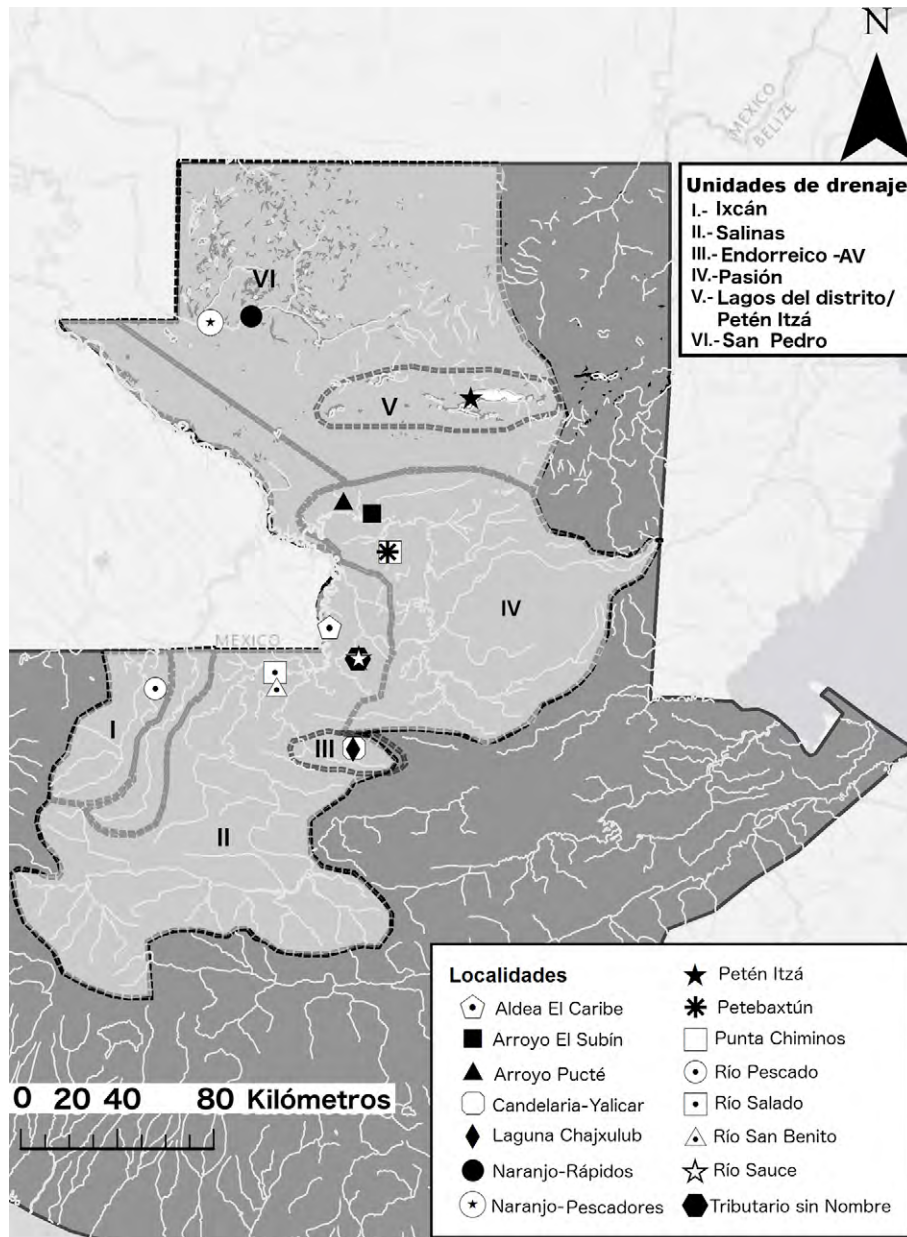 N
MEXICO
BELIZE
Unidades de drenaje
I.- Ixcán
II.-Salinas
III.-Endorreico -AV
IV.-Pasión
V.- Lagos del distrito/
Petén Itzá
VI.-San Pedro
VI
V
IV
MEXICO
I
III
II
Localidades
Aldea El Caribe
Arroyo El Subín
Arroyo Pucté
Candelaria-Yalicar
Laguna Chajxulub
Naranjo-Rápidos
Naranjo-Pescadores
Petén Itzá
Petebaxtún
Punta Chiminos
Río Pescado
Río Salado
Río San Benito
Río Sauce
Tributario sin Nombre
0 20 40 80 Kilómetros